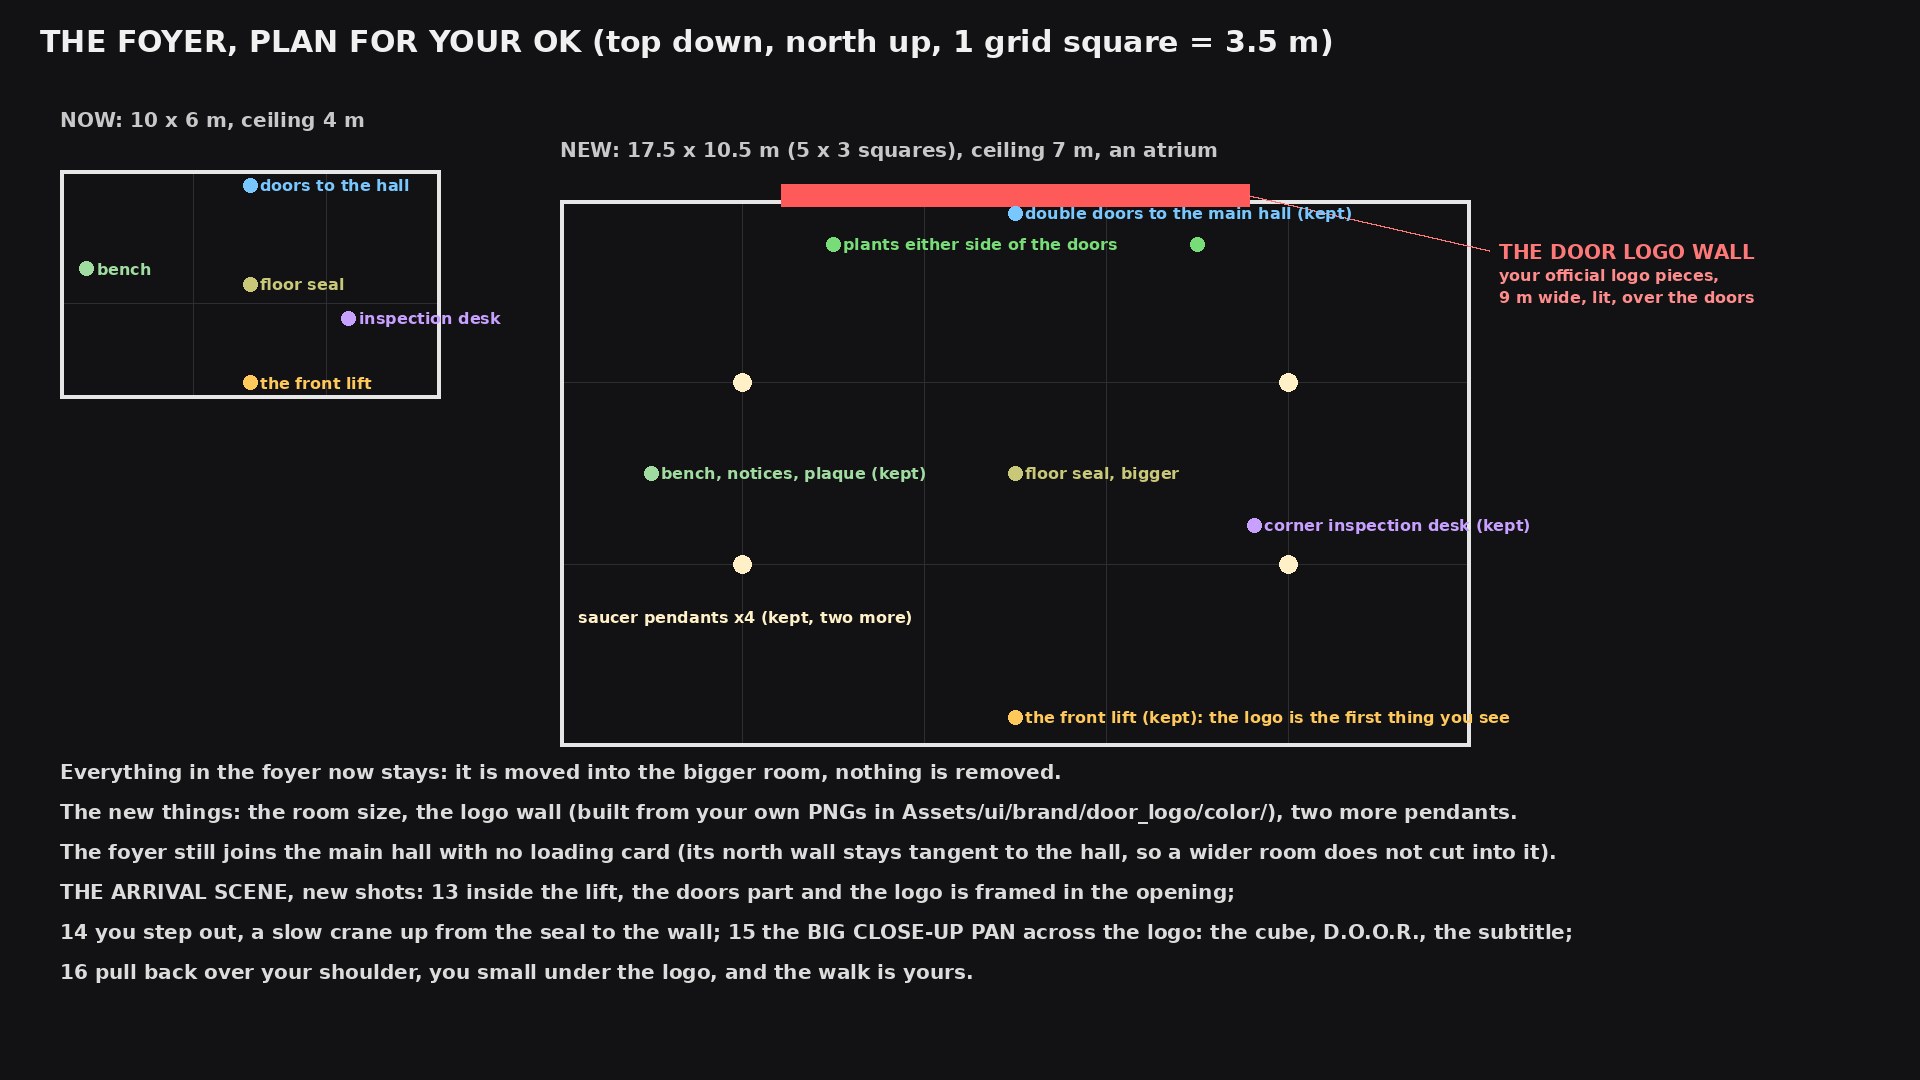 THE FOYER, PLAN FOR YOUR OK (top down, north up, 1 grid square = 3.5 m)
NOW: 10 x 6 m, ceiling 4 m
doors to the hall
bench
floor seal
inspection desk
the front lift
NEW: 17.5 x 10.5 m (5 x 3 squares), ceiling 7 m, an atrium
double doors to the main hall (kept)
plants either side of the doors
THE DOOR LOGO WALL
your official logo pieces,
9 m wide, lit, over the doors
bench, notices, plaque (kept)
floor seal, bigger
corner inspection desk (kept)
saucer pendants x4 (kept, two more)
the front lift (kept): the logo is the first thing you see
Everything in the foyer now stays: it is moved into the bigger room, nothing is removed.
The new things: the room size, the logo wall (built from your own PNGs in Assets/ui/brand/door_logo/color/), two more pendants.
The foyer still joins the main hall with no loading card (its north wall stays tangent to the hall, so a wider room does not cut into it).
THE ARRIVAL SCENE, new shots: 13 inside the lift, the doors part and the logo is framed in the opening;
14 you step out, a slow crane up from the seal to the wall; 15 the BIG CLOSE-UP PAN across the logo: the cube, D.O.O.R., the subtitle;
16 pull back over your shoulder, you small under the logo, and the walk is yours.